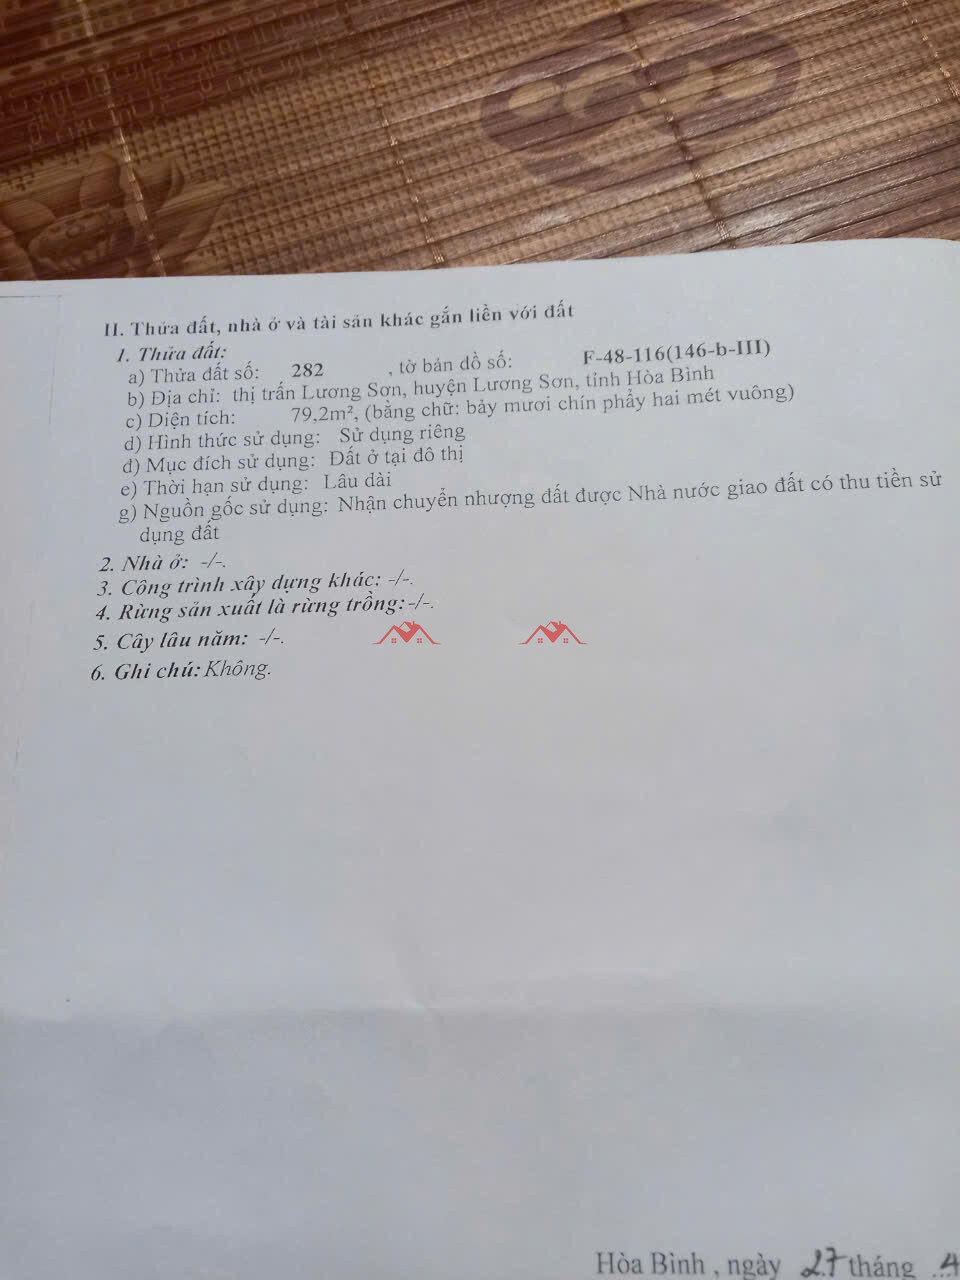 II. Thửa đất, nhà ở và tài sản khác gắn liền với đất
1. Thửa đất:
a) Thửa đất số: 282 , tờ bản đồ số: F-48-116(146-b-III)
b) Địa chỉ: thị trấn Lương Sơn, huyện Lương Sơn, tỉnh Hòa Bình
c) Diện tích: 79,2m², (bằng chữ: bảy mươi chín phẩy hai mét vuông)
d) Hình thức sử dụng: Sử dụng riêng
đ) Mục đích sử dụng: Đất ở tại đô thị
e) Thời hạn sử dụng: Lâu dài
g) Nguồn gốc sử dụng: Nhận chuyển nhượng đất được Nhà nước giao đất có thu tiền sử
dụng đất
2. Nhà ở: -/-.
3. Công trình xây dựng khác: -/-.
4. Rừng sản xuất là rừng trồng: -/-.
5. Cây lâu năm: -/-.
6. Ghi chú: Không.
Hòa Bình , ngày 27 tháng ..4